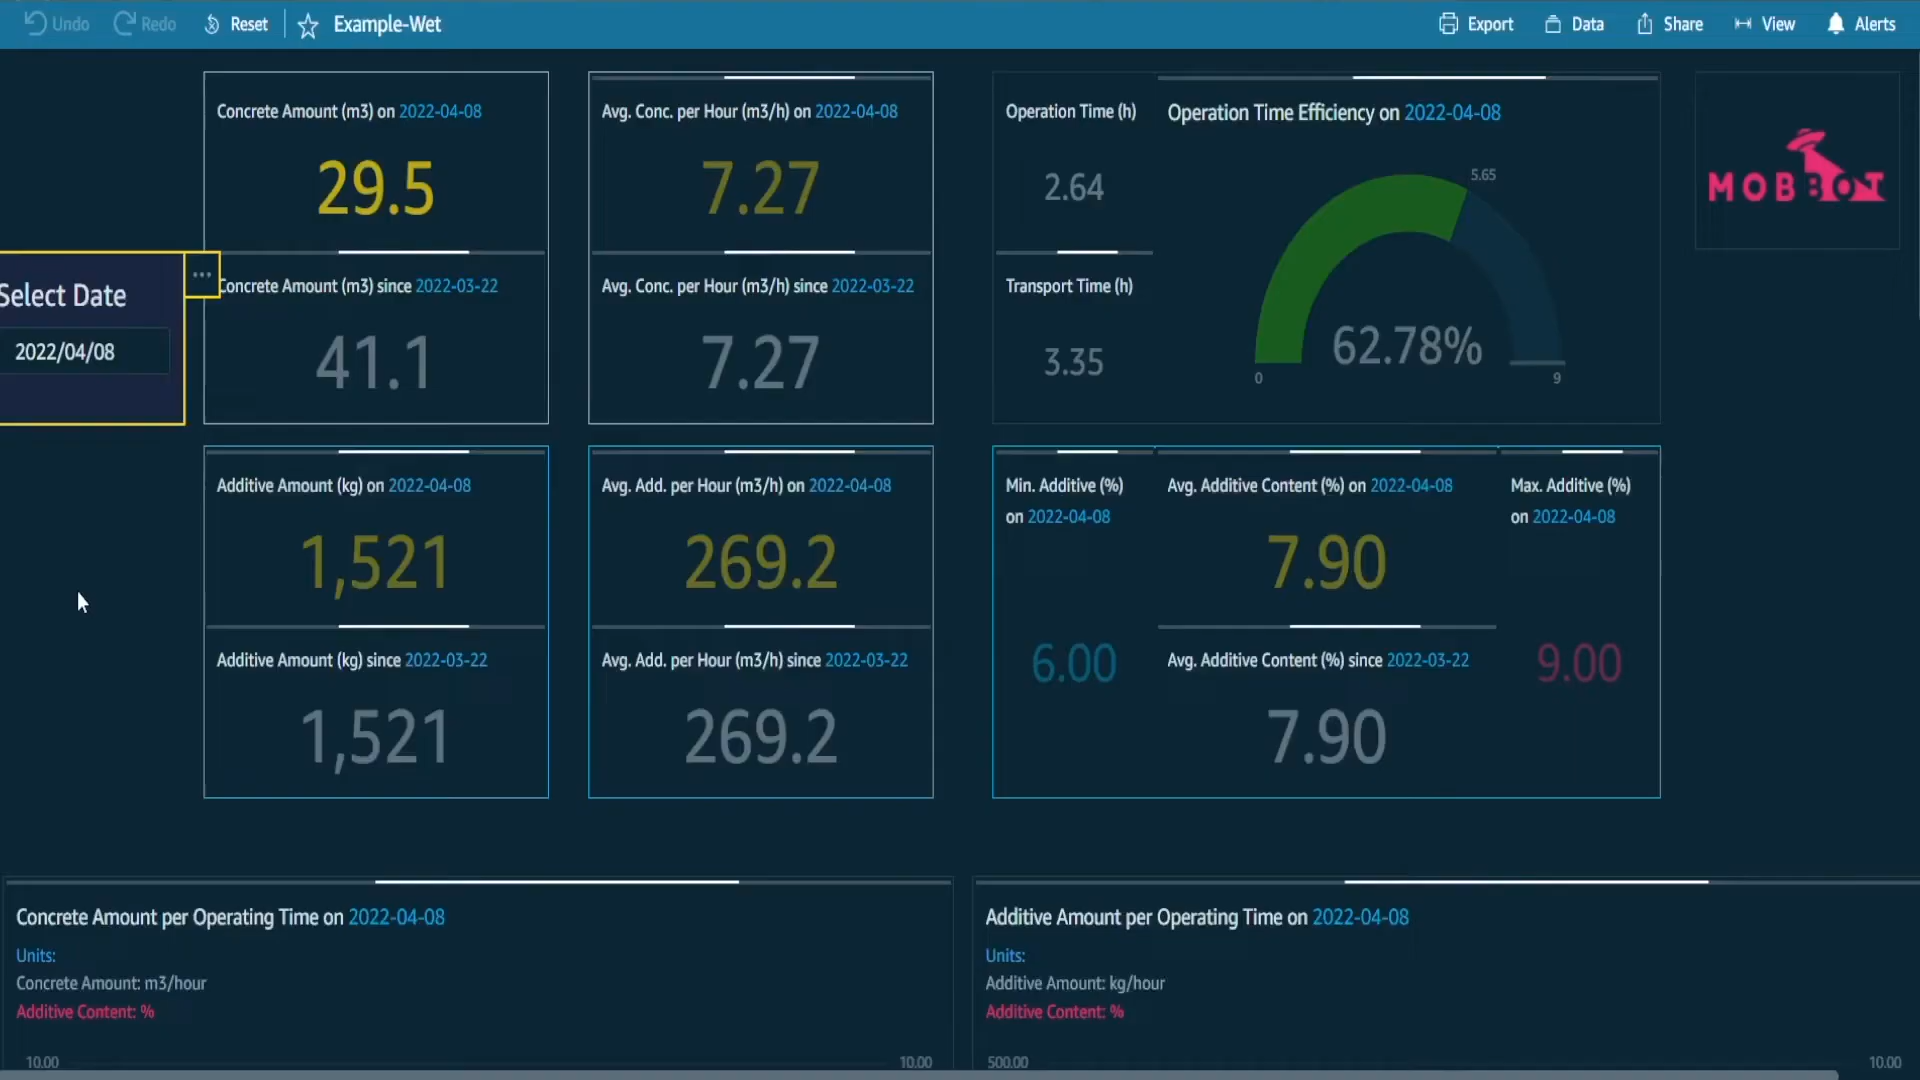 Undo Redo Reset Example-Wet Export Data Share View Alerts
Concrete Amount (m3) on 2022-04-08
29.5
Concrete Amount (m3) since 2022-03-22
41.1
Avg. Conc. per Hour (m3/h) on 2022-04-08
7.27
Avg. Conc. per Hour (m3/h) since 2022-03-22
7.27
Operation Time (h)
2.64
Transport Time (h)
3.35
Operation Time Efficiency on 2022-04-08
5.65
62.78%
0 9
MOBBOT
Select Date
2022/04/08
Additive Amount (kg) on 2022-04-08
1,521
Additive Amount (kg) since 2022-03-22
1,521
Avg. Add. per Hour (m3/h) on 2022-04-08
269.2
Avg. Add. per Hour (m3/h) since 2022-03-22
269.2
Min. Additive (%)
on 2022-04-08
6.00
Avg. Additive Content (%) on 2022-04-08
7.90
Avg. Additive Content (%) since 2022-03-22
7.90
Max. Additive (%)
on 2022-04-08
9.00
Concrete Amount per Operating Time on 2022-04-08
Units:
Concrete Amount: m3/hour
Additive Content: %
10.00 10.00
Additive Amount per Operating Time on 2022-04-08
Units:
Additive Amount: kg/hour
Additive Content: %
500.00 10.00